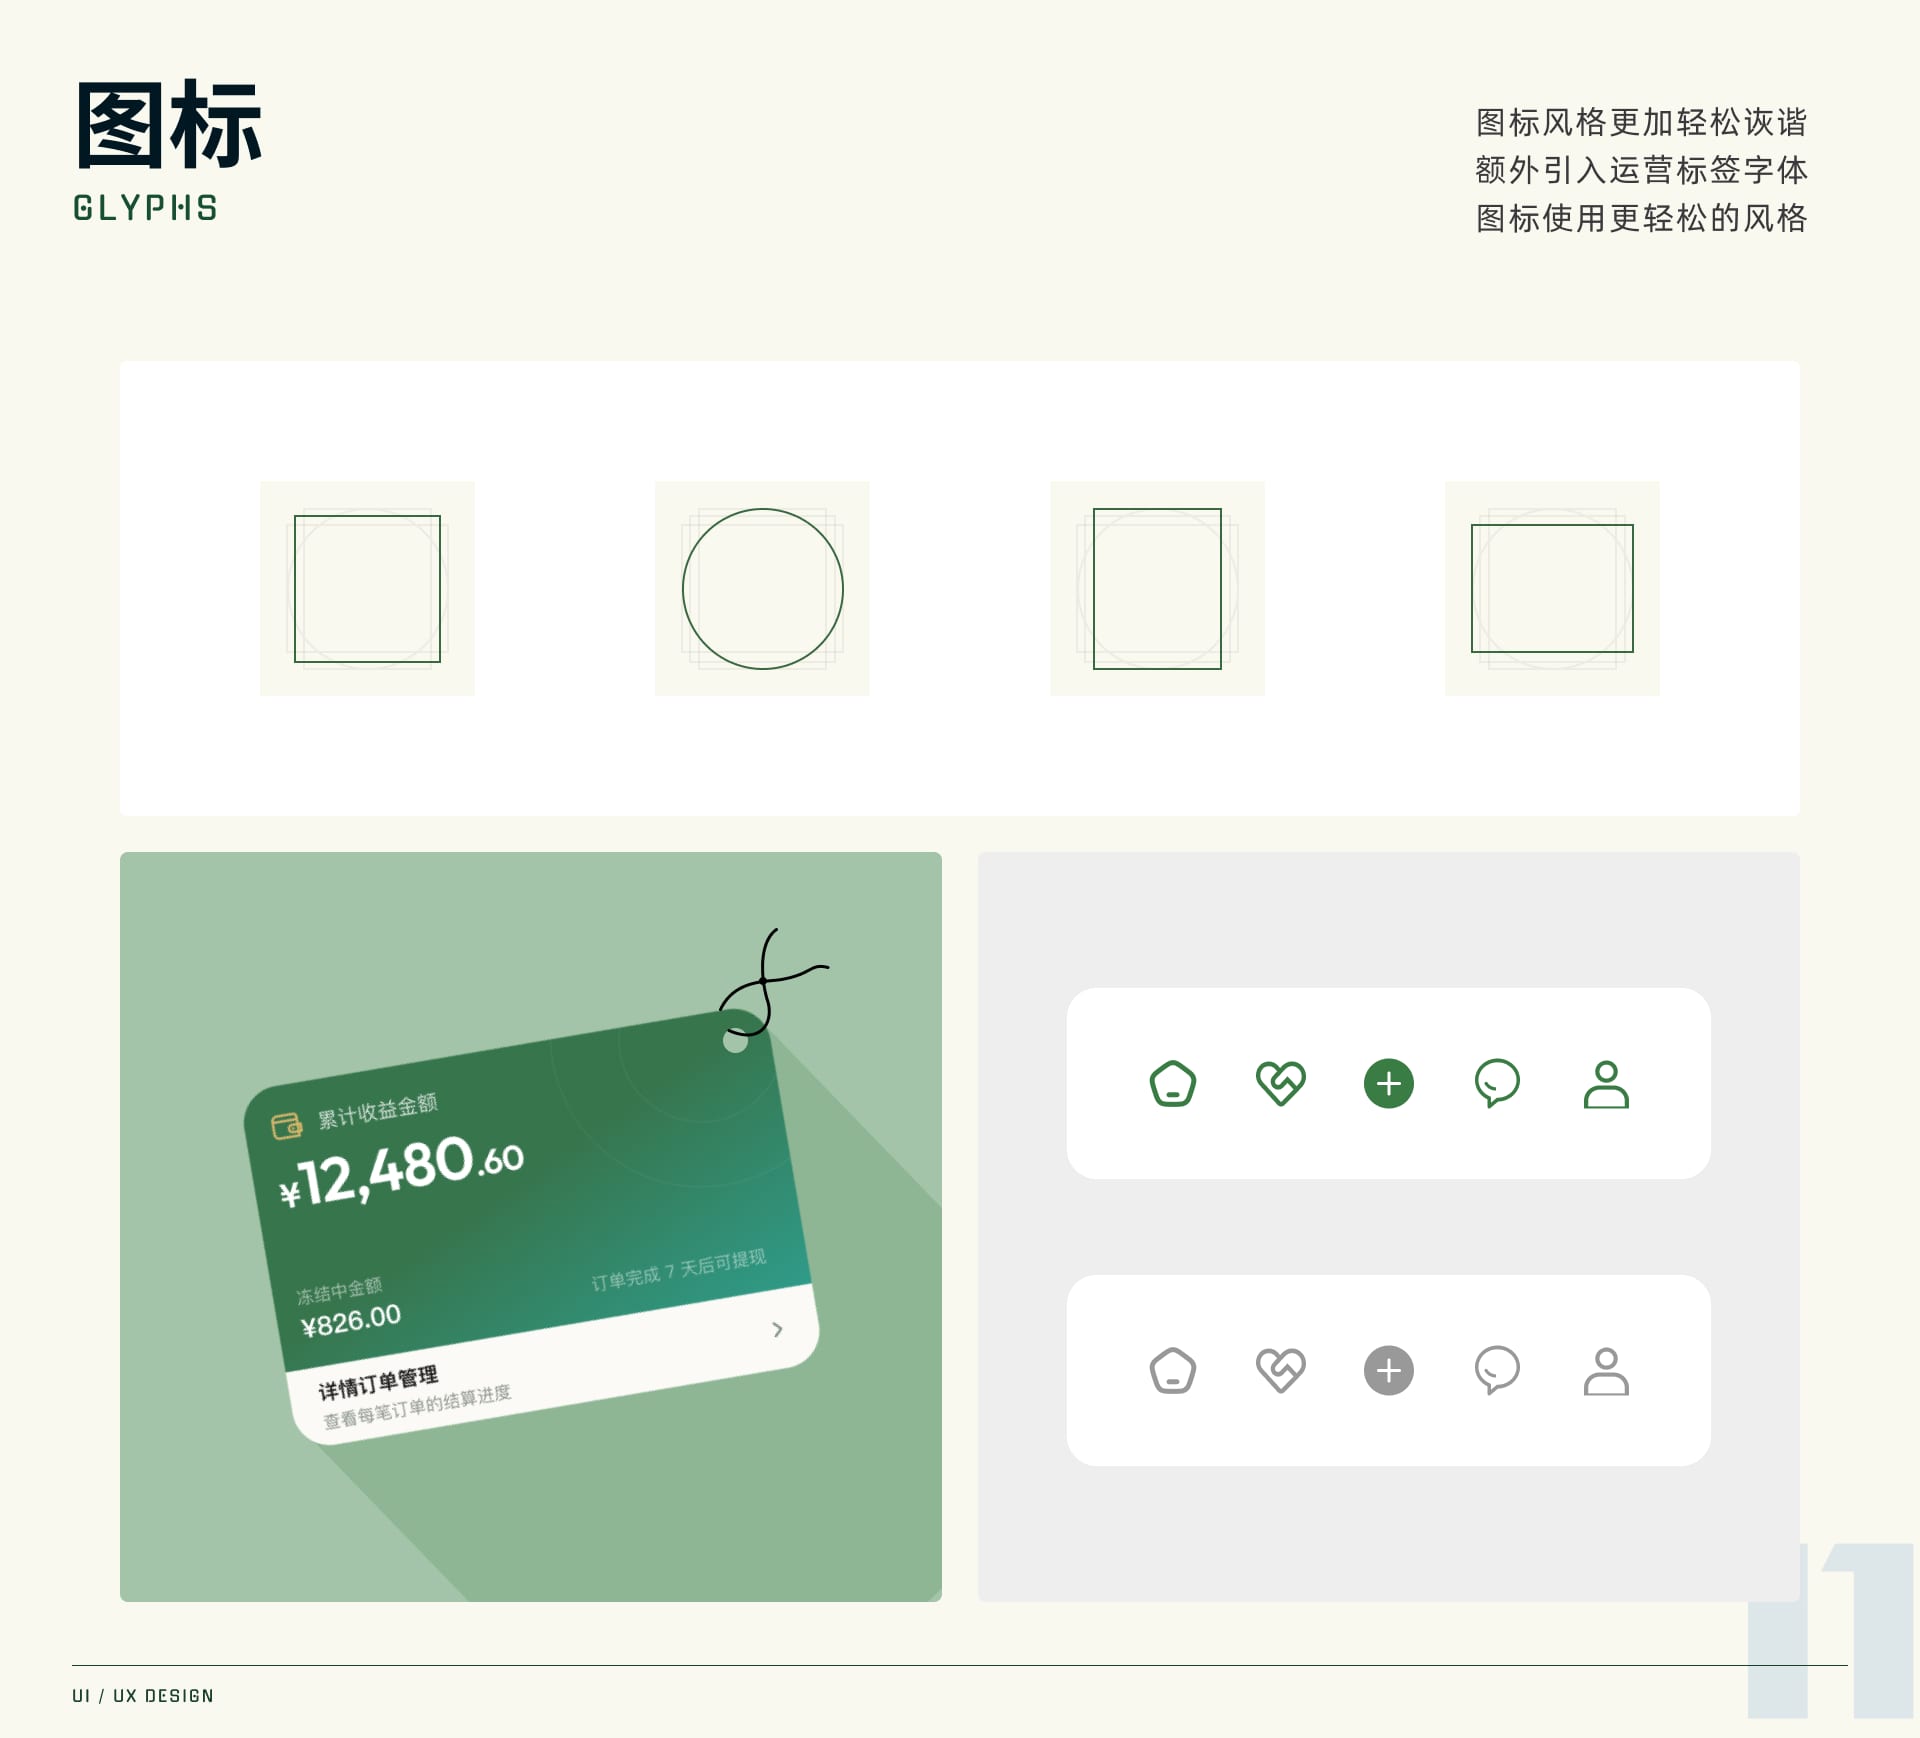 图标
GLYPHS
图标风格更加轻松诙谐
额外引入运营标签字体
图标使用更轻松的风格
累计收益金额
¥12,480.60
冻结中金额
¥826.00
订单完成 7 天后可提现
详情订单管理
查看每笔订单的结算进度
UI / UX DESIGN
11